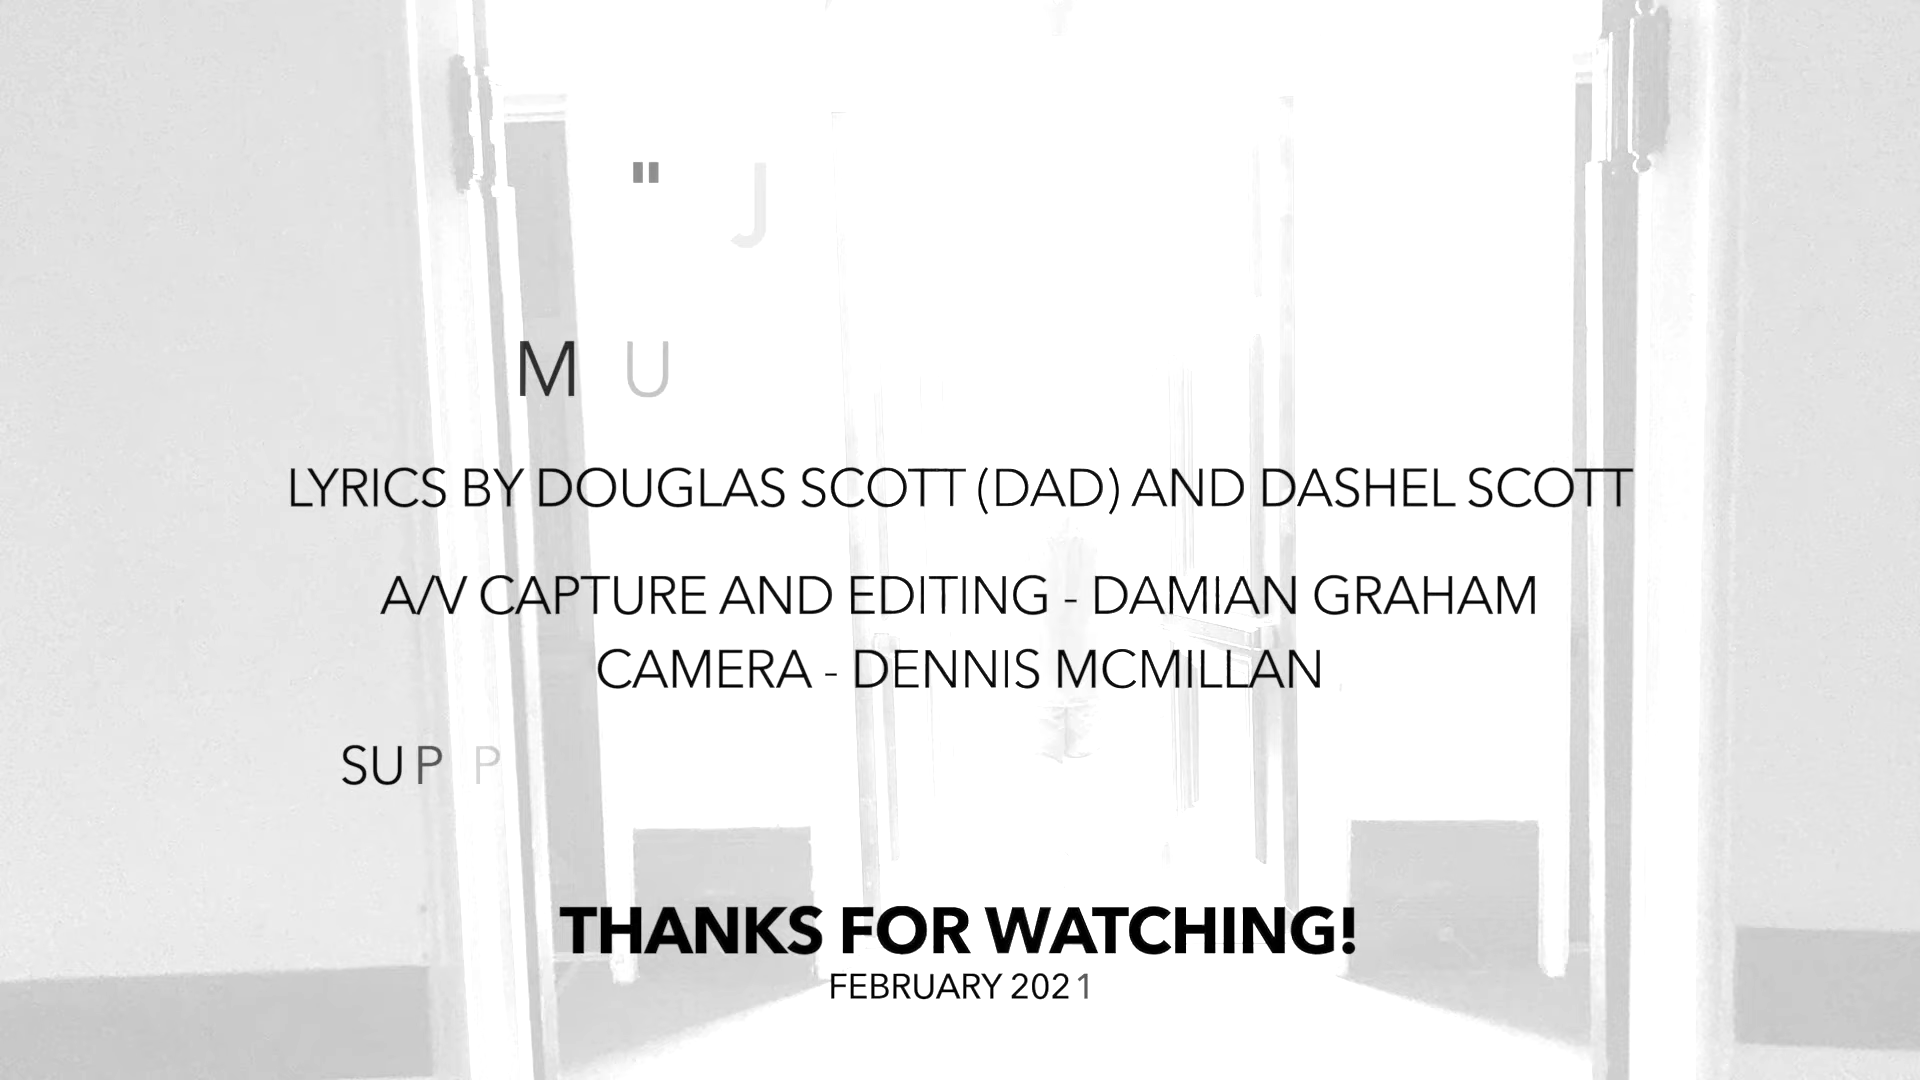 " J
M U
LYRICS BY DOUGLAS SCOTT (DAD) AND DASHEL SCOTT
A/V CAPTURE AND EDITING - DAMIAN GRAHAM
CAMERA - DENNIS MCMILLAN
SUPP
THANKS FOR WATCHING!
FEBRUARY 2021